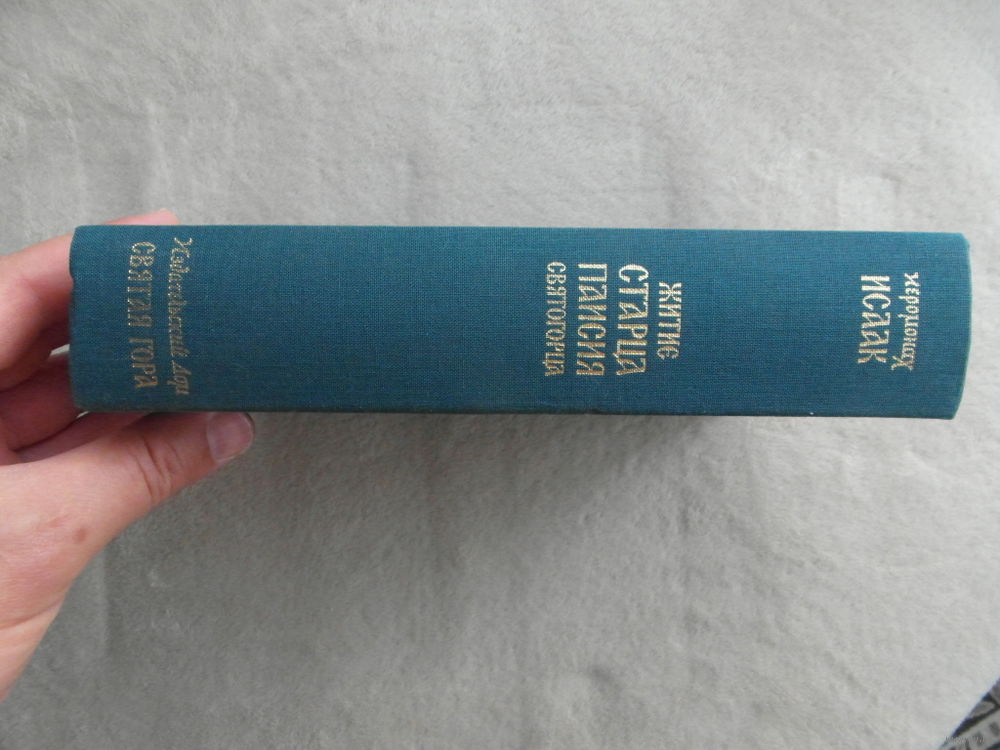 иеромонах
ИСААК
ЖИТИЕ
СТАРЦА
ПАИСИЯ
СВЯТОГОРЦА
Издательский Дом
СВЯТАЯ ГОРА